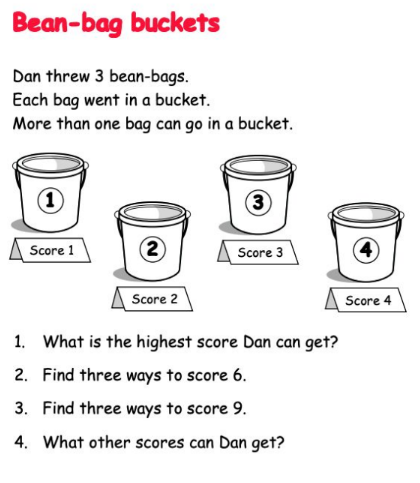 Bean-bag buckets
Dan threw 3 bean-bags.
Each bag went in a bucket.
More than one bag can go in a bucket.
1
Score 1
2
Score 2
3
Score 3
4
Score 4
1. What is the highest score Dan can get?
2. Find three ways to score 6.
3. Find three ways to score 9.
4. What other scores can Dan get?